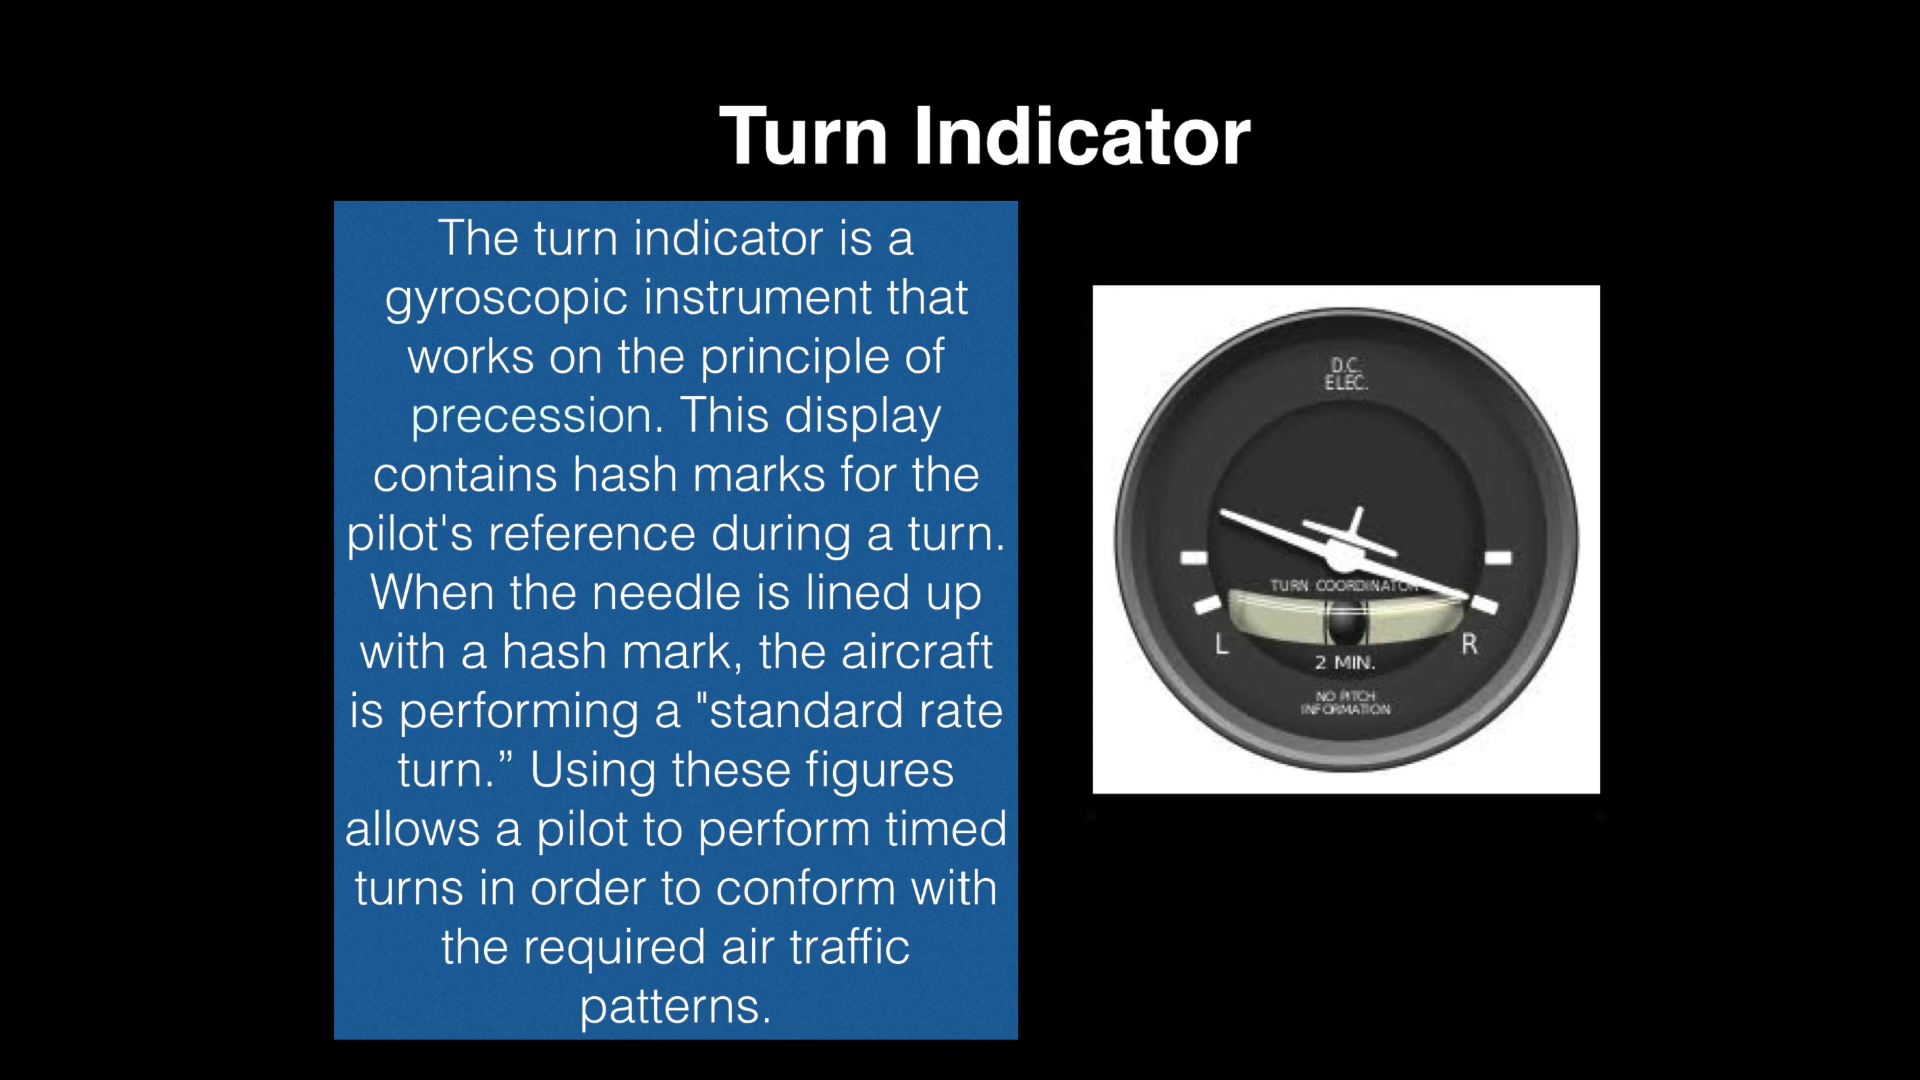 Turn Indicator
The turn indicator is a
gyroscopic instrument that
works on the principle of
precession. This display
contains hash marks for the
pilot's reference during a turn.
When the needle is lined up
with a hash mark, the aircraft
is performing a "standard rate
turn.” Using these figures
allows a pilot to perform timed
turns in order to conform with
the required air traffic
patterns.
D.C.
ELEC.
TURN COORDINATOR
L
R
2 MIN.
NO PITCH
INFORMATION